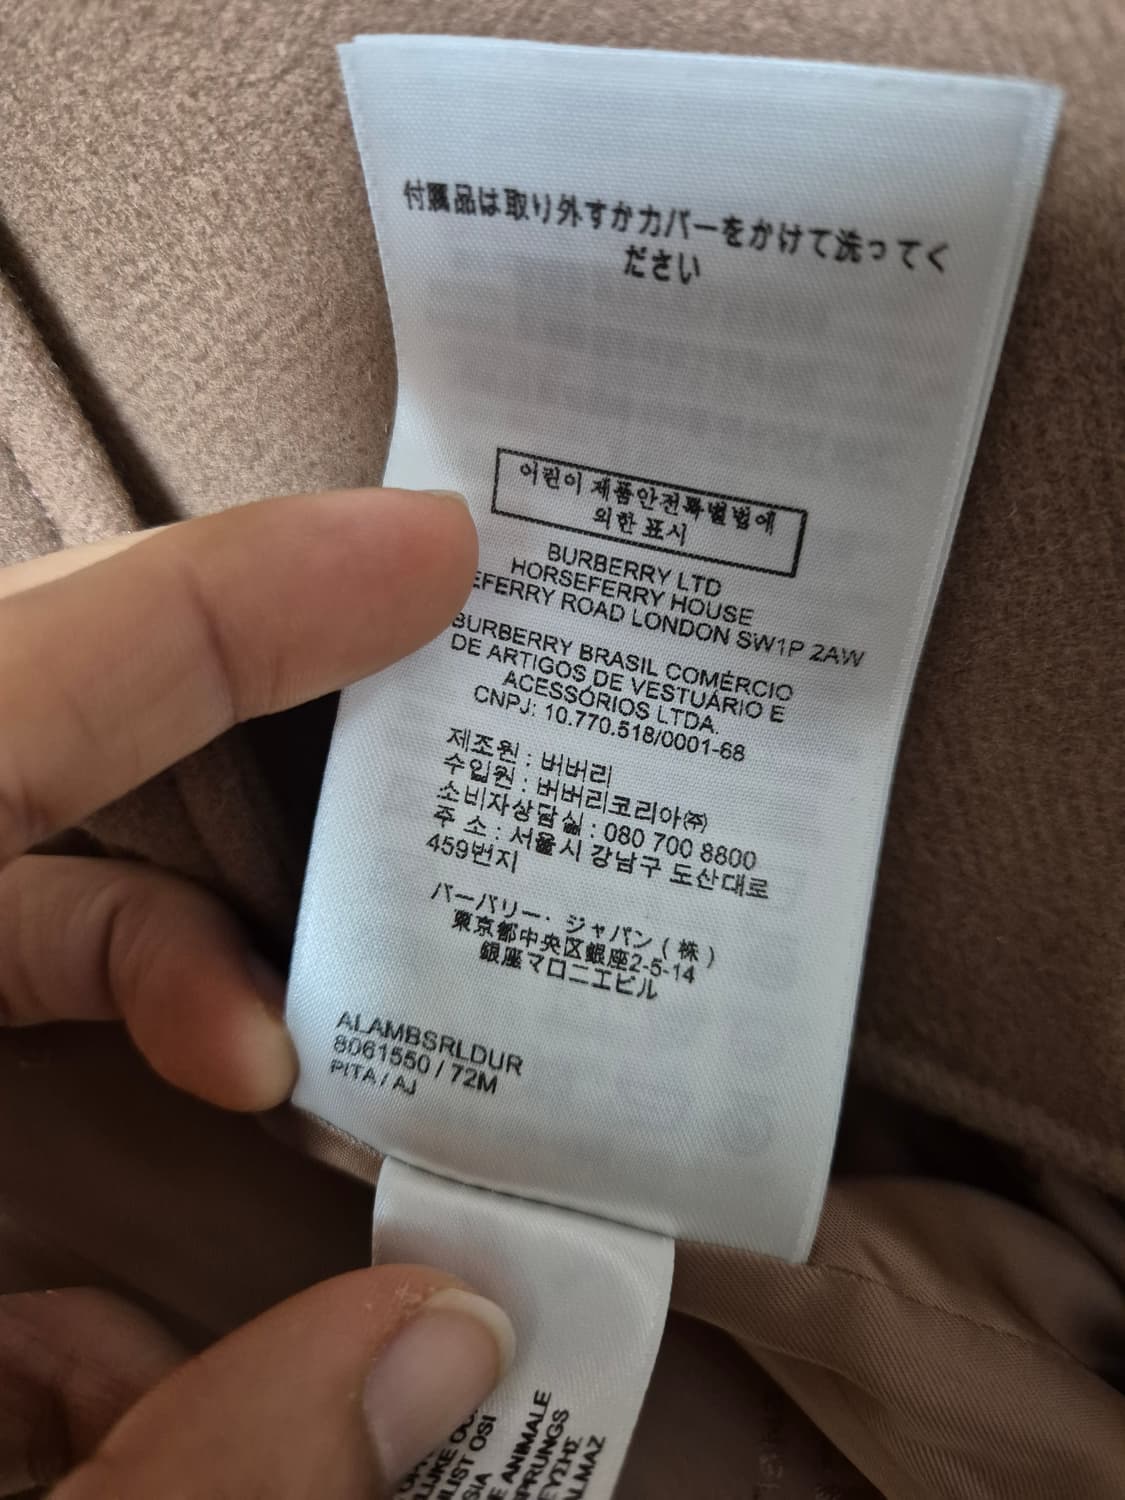 付属品は取り外すかカバーをかけて洗ってく
ださい
어린이 제품안전특별법에
의한 표시
BURBERRY LTD
HORSEFERRY HOUSE
EFERRY ROAD LONDON SW1P 2AW
BURBERRY BRASIL COMÉRCIO
DE ARTIGOS DE VESTUÁRIO E
ACESSÓRIOS LTDA.
CNPJ: 10.770.518/0001-68
제조원 : 버버리
수입원 : 버버리코리아㈜
소비자상담실 : 080 700 8800
주 소 : 서울시 강남구 도산대로
459번지
バーバリー・ジャパン ( 株 )
東京都中央区銀座2-5-14
銀座マロニエビル
ALAMBSRLDUR
8061550 / 72M
PITA / AJ
ANIMALE
SPRUNGS
ALMAZ